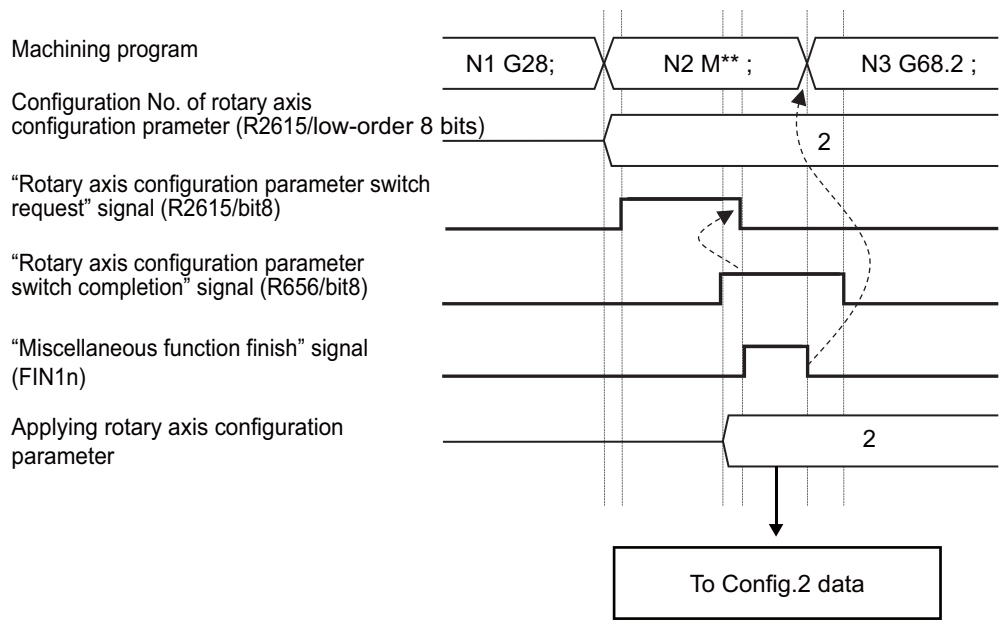 Machining program
N1 G28;
N2 M** ;
N3 G68.2 ;
Configuration No. of rotary axis
configuration prameter (R2615/low-order 8 bits)
2
“Rotary axis configuration parameter switch
request” signal (R2615/bit8)
“Rotary axis configuration parameter
switch completion” signal (R656/bit8)
“Miscellaneous function finish” signal
(FIN1n)
Applying rotary axis configuration
parameter
2
To Config.2 data